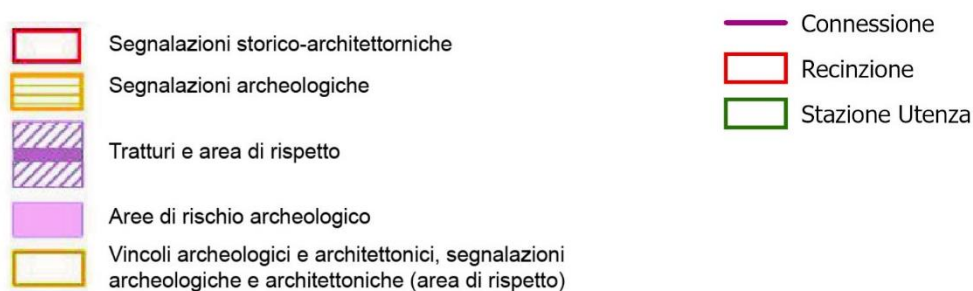 Segnalazioni storico-architettorniche
Segnalazioni archeologiche
Tratturi e area di rispetto
Aree di rischio archeologico
Vincoli archeologici e architettonici, segnalazioni
archeologiche e architettoniche (area di rispetto)
Connessione
Recinzione
Stazione Utenza